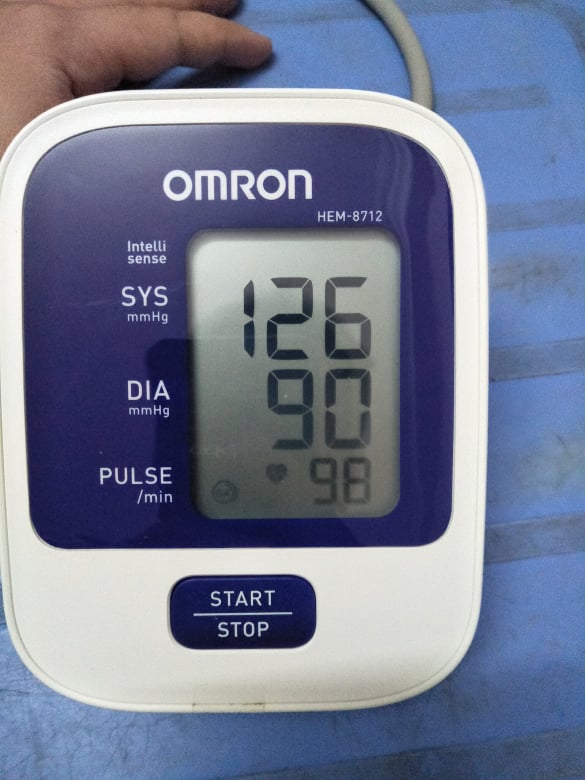 OMRON
HEM-8712
Intelli
sense
SYS
mmHg
126
DIA
mmHg
90
PULSE
/min
98
START
STOP